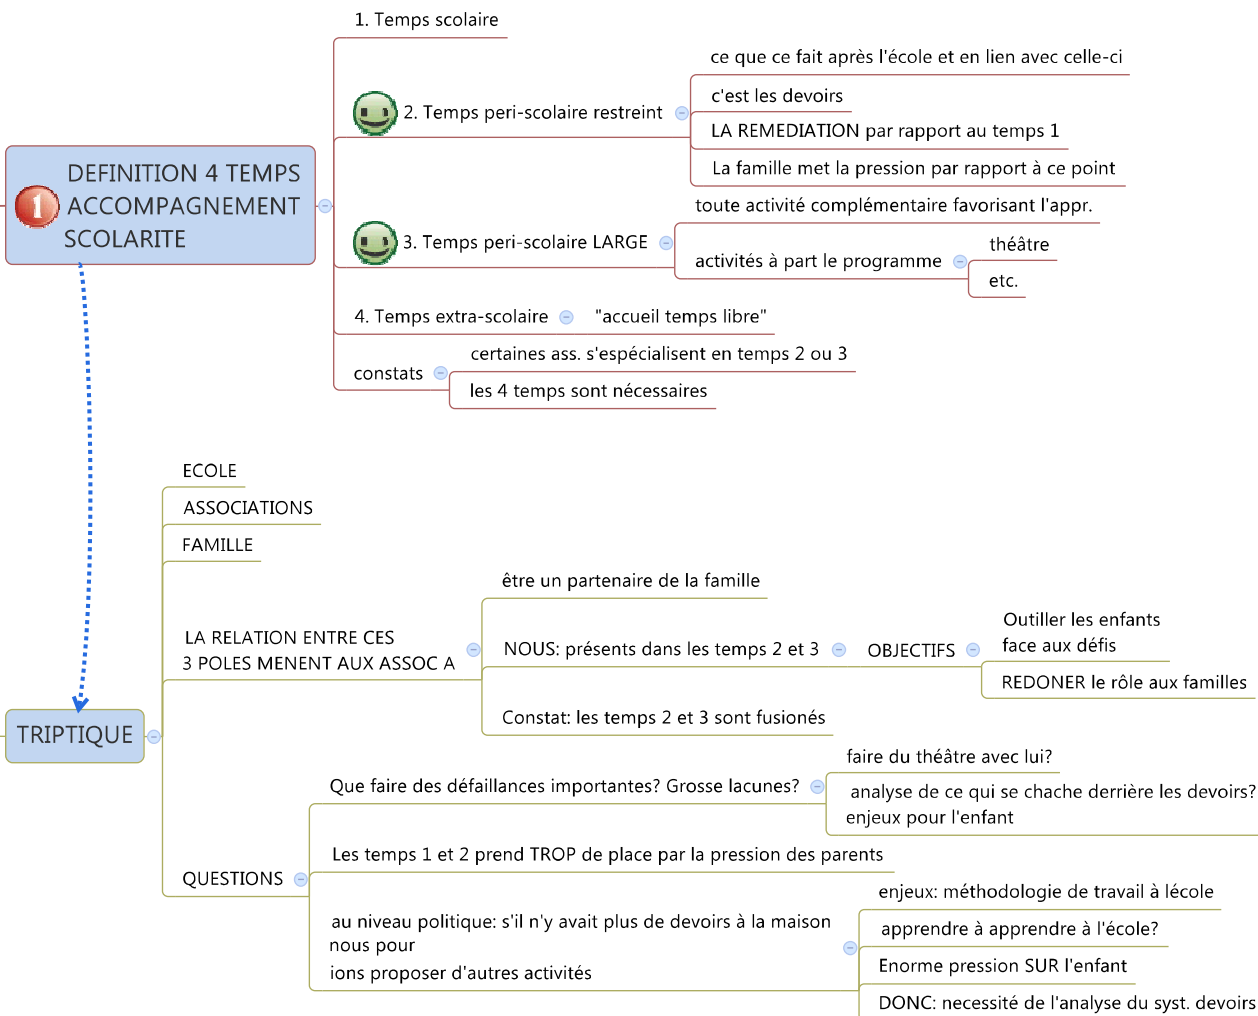 1. Temps scolaire
ce que ce fait après l'école et en lien avec celle-ci
c'est les devoirs
2. Temps peri-scolaire restreint
LA REMEDIATION par rapport au temps 1
La famille met la pression par rapport à ce point
1
DEFINITION 4 TEMPS
ACCOMPAGNEMENT
SCOLARITE
toute activité complémentaire favorisant l'appr.
3. Temps peri-scolaire LARGE
activités à part le programme
théâtre
etc.
4. Temps extra-scolaire
"accueil temps libre"
constats
certaines ass. s'espécialisent en temps 2 ou 3
les 4 temps sont nécessaires
ECOLE
ASSOCIATIONS
FAMILLE
LA RELATION ENTRE CES
3 POLES MENENT AUX ASSOC A
être un partenaire de la famille
NOUS: présents dans les temps 2 et 3
OBJECTIFS
Outiller les enfants
face aux défis
REDONER le rôle aux familles
Constat: les temps 2 et 3 sont fusionés
TRIPTIQUE
QUESTIONS
Que faire des défaillances importantes? Grosse lacunes?
faire du théâtre avec lui?
analyse de ce qui se chache derrière les devoirs?
enjeux pour l'enfant
Les temps 1 et 2 prend TROP de place par la pression des parents
au niveau politique: s'il n'y avait plus de devoirs à la maison
nous pour
ions proposer d'autres activités
enjeux: méthodologie de travail à lécole
apprendre à apprendre à l'école?
Enorme pression SUR l'enfant
DONC: necessité de l'analyse du syst. devoirs